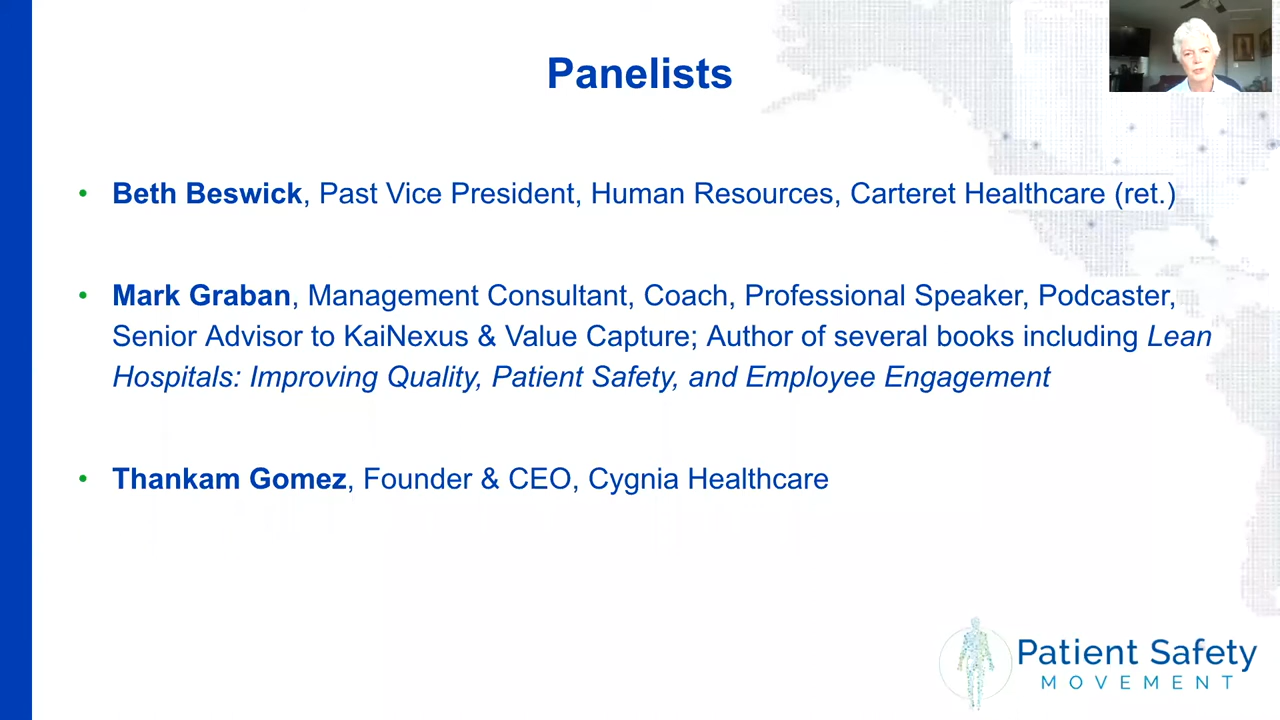 Panelists
• Beth Beswick, Past Vice President, Human Resources, Carteret Healthcare (ret.)
• Mark Graban, Management Consultant, Coach, Professional Speaker, Podcaster,
Senior Advisor to KaiNexus & Value Capture; Author of several books including Lean
Hospitals: Improving Quality, Patient Safety, and Employee Engagement
• Thankam Gomez, Founder & CEO, Cygnia Healthcare
Patient Safety
MOVEMENT